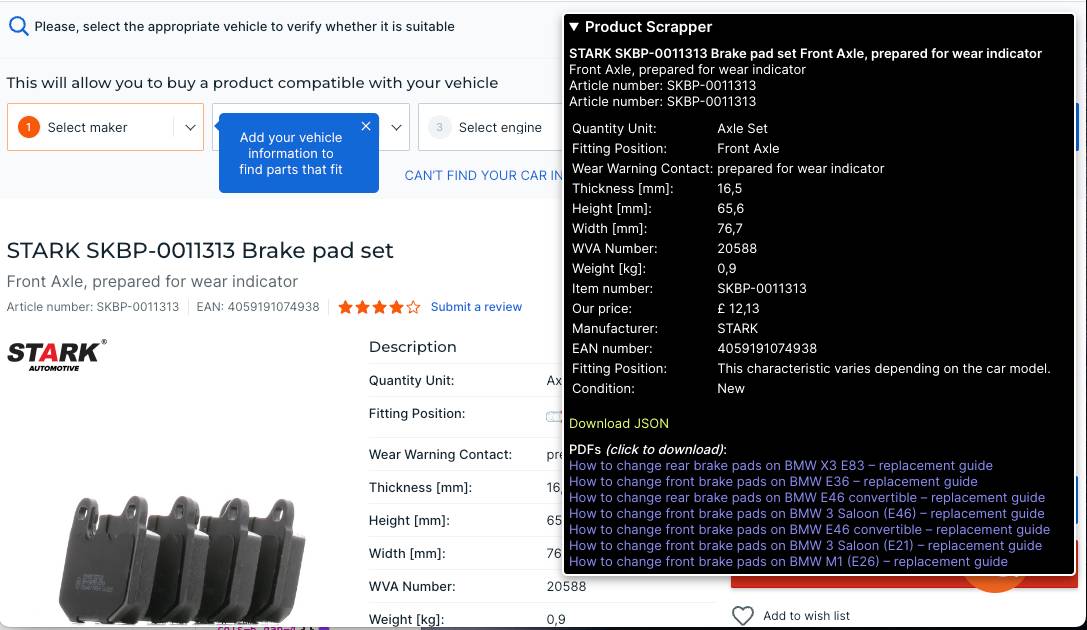 Please, select the appropriate vehicle to verify whether it is suitable
This will allow you to buy a product compatible with your vehicle
1 Select maker
3 Select engine
Add your vehicle
information to
find parts that fit
CAN'T FIND YOUR CAR IN
STARK SKBP-0011313 Brake pad set
Front Axle, prepared for wear indicator
Article number: SKBP-0011313 EAN: 4059191074938 Submit a review
STARK®
AUTOMOTIVE
Description
Quantity Unit: Ax
Fitting Position:
Wear Warning Contact: pre
Thickness [mm]: 16,
Height [mm]: 65
Width [mm]: 76
WVA Number: 20588
Weight [kg]: 0,9
Add to wish list
▼ Product Scrapper
STARK SKBP-0011313 Brake pad set Front Axle, prepared for wear indicator
Front Axle, prepared for wear indicator
Article number: SKBP-0011313
Article number: SKBP-0011313
Quantity Unit: Axle Set
Fitting Position: Front Axle
Wear Warning Contact: prepared for wear indicator
Thickness [mm]: 16,5
Height [mm]: 65,6
Width [mm]: 76,7
WVA Number: 20588
Weight [kg]: 0,9
Item number: SKBP-0011313
Our price: £ 12,13
Manufacturer: STARK
EAN number: 4059191074938
Fitting Position: This characteristic varies depending on the car model.
Condition: New
Download JSON
PDFs (click to download):
How to change rear brake pads on BMW X3 E83 – replacement guide
How to change front brake pads on BMW E36 – replacement guide
How to change rear brake pads on BMW E46 convertible – replacement guide
How to change front brake pads on BMW 3 Saloon (E46) – replacement guide
How to change front brake pads on BMW E46 convertible – replacement guide
How to change front brake pads on BMW 3 Saloon (E21) – replacement guide
How to change front brake pads on BMW M1 (E26) – replacement guide